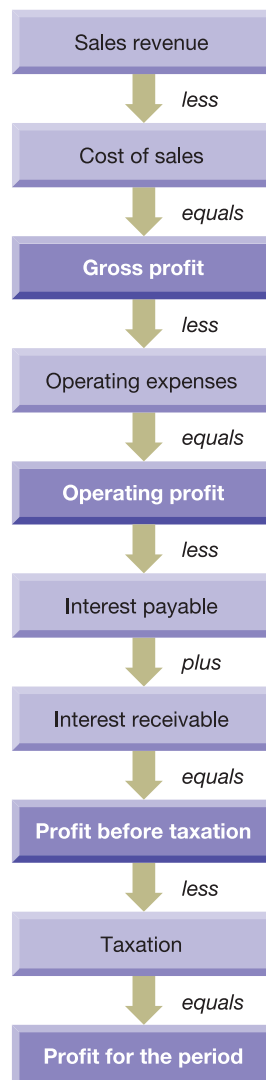 Sales revenue
less
Cost of sales
equals
Gross profit
less
Operating expenses
equals
Operating profit
less
Interest payable
plus
Interest receivable
equals
Profit before taxation
less
Taxation
equals
Profit for the period